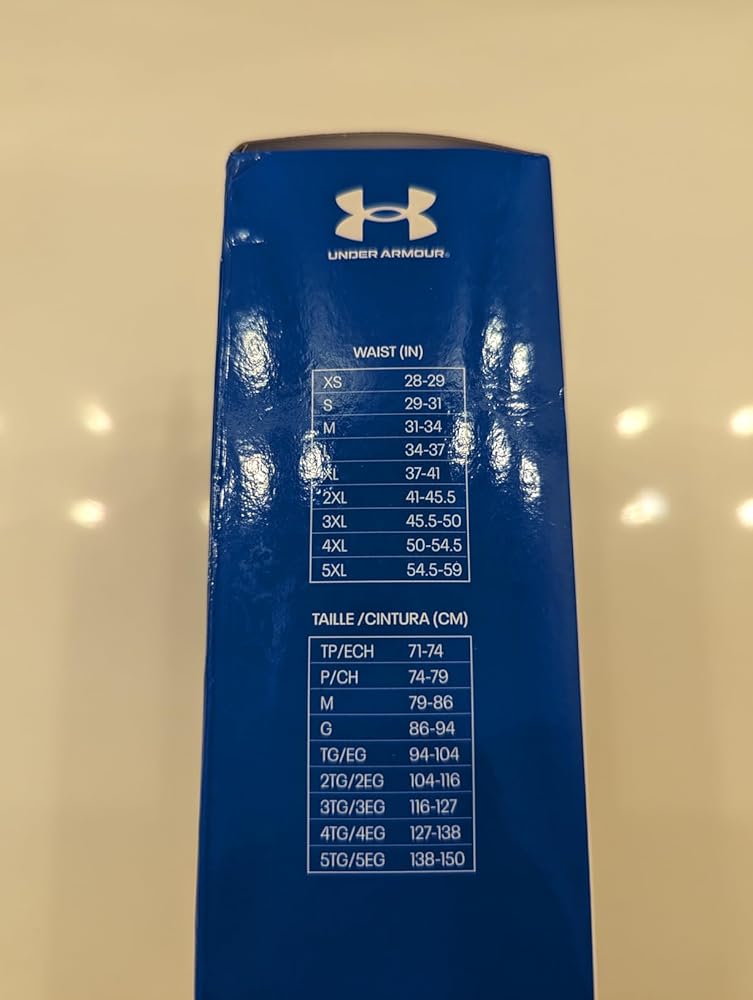 UNDER ARMOUR®
WAIST (IN)
XS 28-29
S 29-31
M 31-34
L 34-37
XL 37-41
2XL 41-45.5
3XL 45.5-50
4XL 50-54.5
5XL 54.5-59
TAILLE /CINTURA (CM)
TP/ECH 71-74
P/CH 74-79
M 79-86
G 86-94
TG/EG 94-104
2TG/2EG 104-116
3TG/3EG 116-127
4TG/4EG 127-138
5TG/5EG 138-150